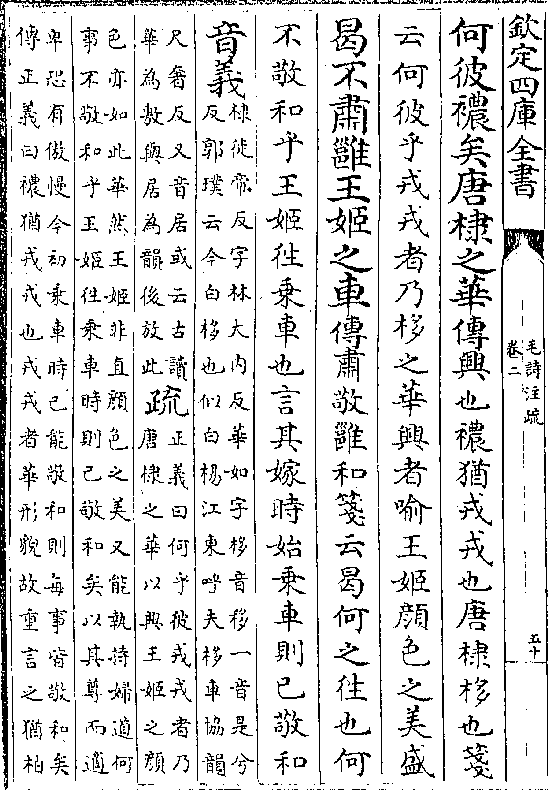 欽定四庫全書
毛詩注疏
卷二
五十
何彼襛矣唐棣之華傳興也襛猶戎戎也唐棣栘也箋
云何彼乎戎戎者乃栘之華興者喻王姬顔色之美盛
曷不肅雝王姬之車傳肅敬雝和箋云曷何之往也何
不敬和乎王姬往乗車也言其嫁時始乗車則已敬和
音義
棣徒帝反字林大内反華如字栘音移一音是兮
反郭璞云今白栘也似白楊江東呼夫栘車協韻
尺奢反又音居或云古讀
華為敷與居為韻後放此
疏
正義曰何乎彼戎戎者乃
唐棣之華以興王姬之顔
色亦如此華然王姬非直顔色之美又能執持婦道何
事不敬和乎王姬往乗車時則已敬和矣以其尊而適
卑恐有傲慢今初乗車時已能敬和則每事皆敬和矣
傳正義曰襛猶戎戎也戎戎者華形貌故重言之猶柏